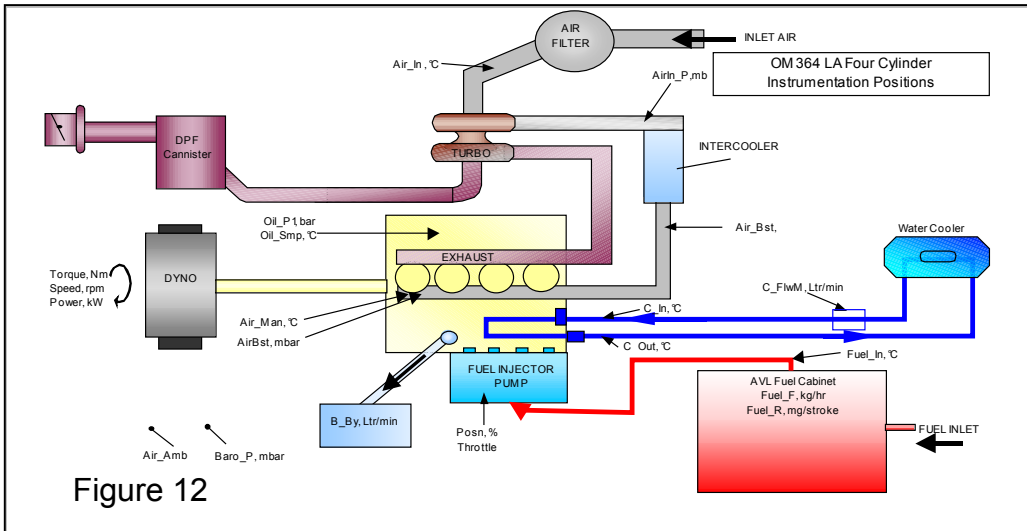 AIR
FILTER
INLET AIR
OM 364 LA Four Cylinder
Instrumentation Positions
Air_In, °C
AirIn_P, mb
DPF
Cannister
TURBO
INTERCOOLER
Oil_P1, bar
Oil_Smp, °C
Air_Bst,
Water Cooler
EXHAUST
Torque, Nm
Speed, rpm
Power, kW
DYNO
C_FlwM, Ltr/min
C_In, °C
Air_Man, °C
AirBst, mbar
C_Out, °C
Fuel_In, °C
FUEL INJECTOR
PUMP
AVL Fuel Cabinet
Fuel_F, kg/hr
Fuel_R, mg/stroke
B_By, Ltr/min
Posn, %
Throttle
FUEL INLET
Air_Amb
Baro_P, mbar
Figure 12